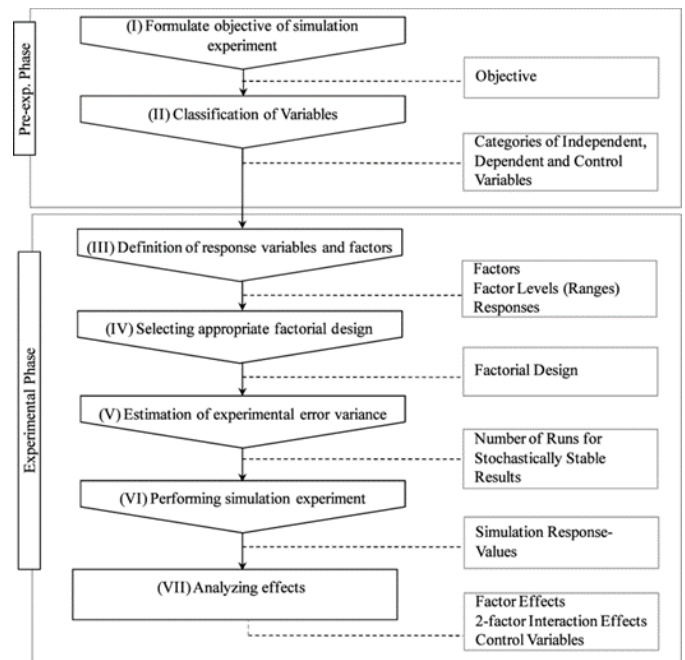 Pre-exp. Phase
(I) Formulate objective of simulation
experiment
Objective
(II) Classification of Variables
Categories of Independent,
Dependent and Control
Variables
Experimental Phase
(III) Definition of response variables and factors
Factors
Factor Levels (Ranges)
Responses
(IV) Selecting appropriate factorial design
Factorial Design
(V) Estimation of experimental error variance
Number of Runs for
Stochastically Stable
Results
(VI) Performing simulation experiment
Simulation Response-
Values
(VII) Analyzing effects
Factor Effects
2-factor Interaction Effects
Control Variables